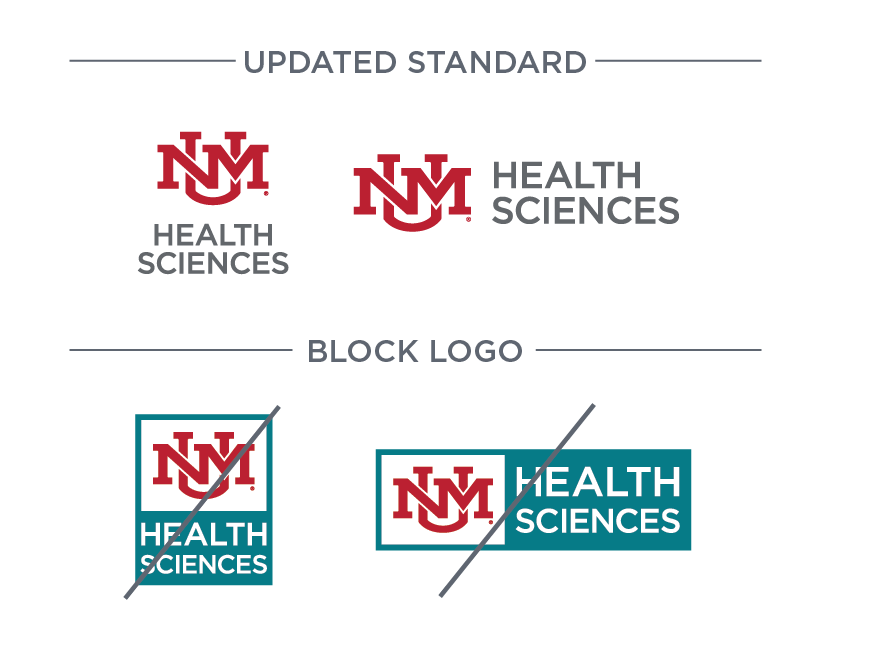 UPDATED STANDARD
UNM®
HEALTH
SCIENCES
UNM®
HEALTH
SCIENCES
BLOCK LOGO
UNM®
HEALTH
SCIENCES
UNM®
HEALTH
SCIENCES